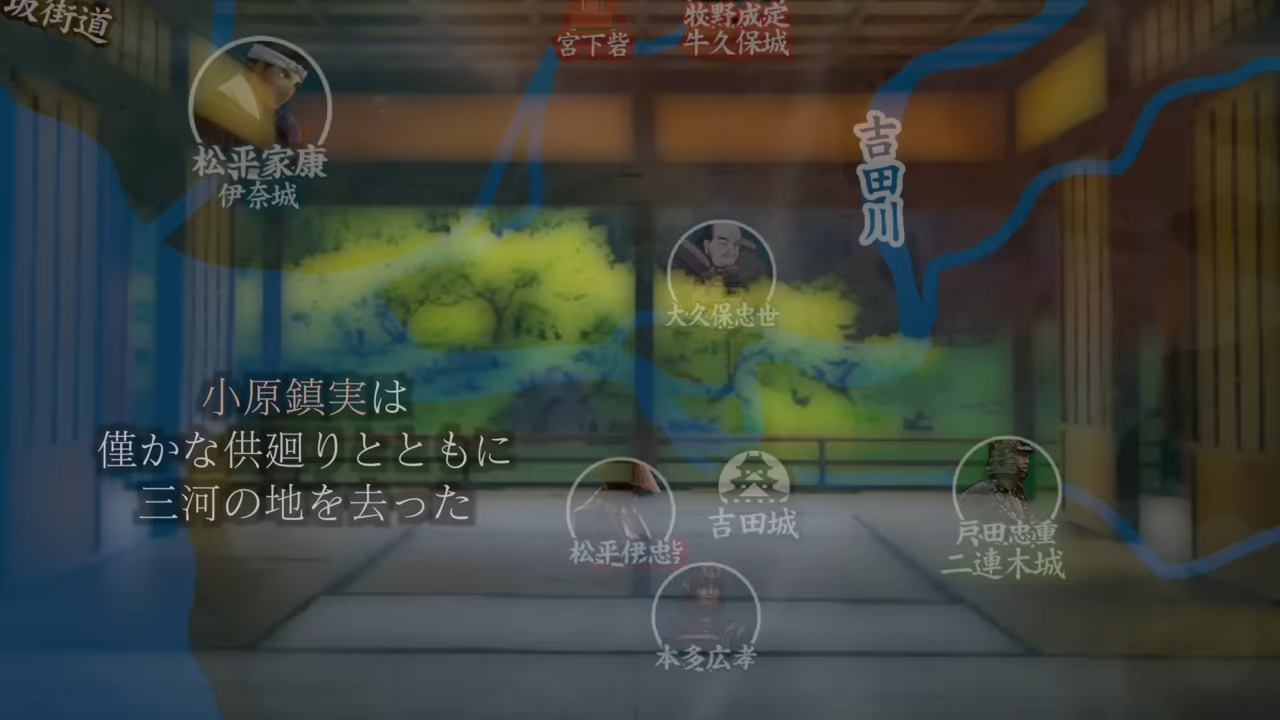 坂街道
宮下砦
牧野成定
牛久保城
松平家康
伊奈城
吉田川
大久保忠世
小原鎮実は
僅かな供廻りとともに
三河の地を去った
吉田城
松平伊忠
砦
戸田忠重
二連木城
本多広孝